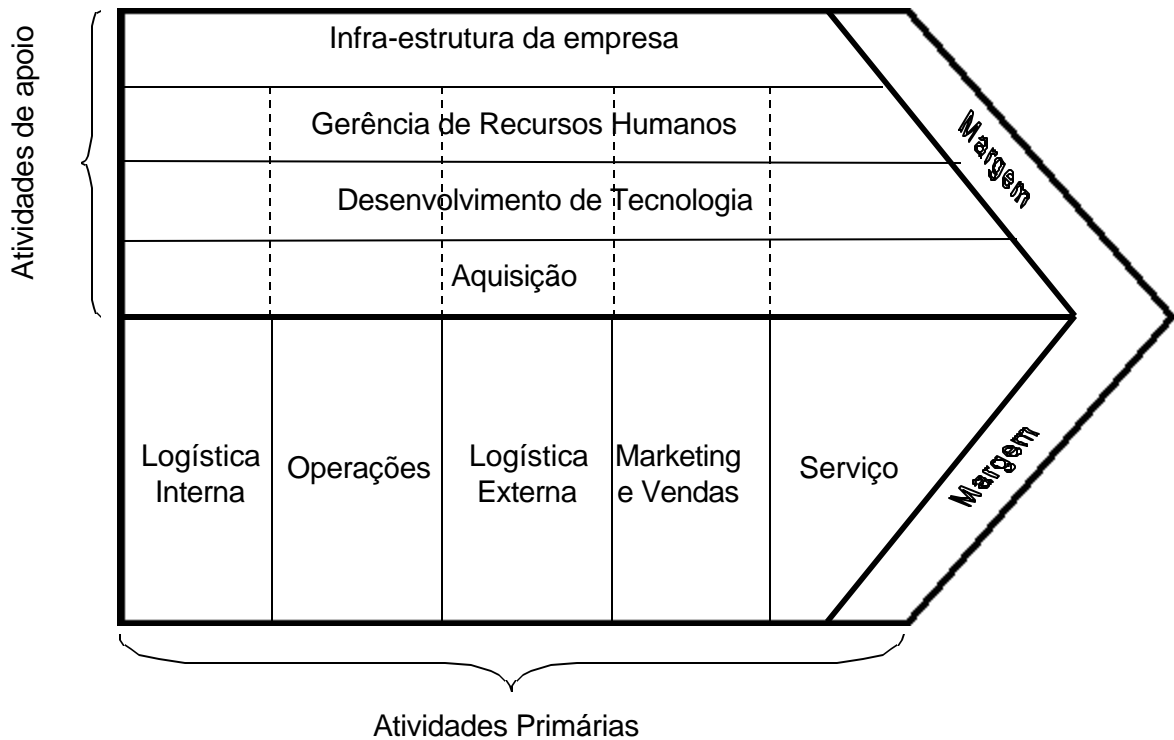 Atividades de apoio
Infra-estrutura da empresa
Gerência de Recursos Humanos
Desenvolvimento de Tecnologia
Aquisição
Margem
Logística
Interna
Operações
Logística
Externa
Marketing
e Vendas
Serviço
Margem
Atividades Primárias